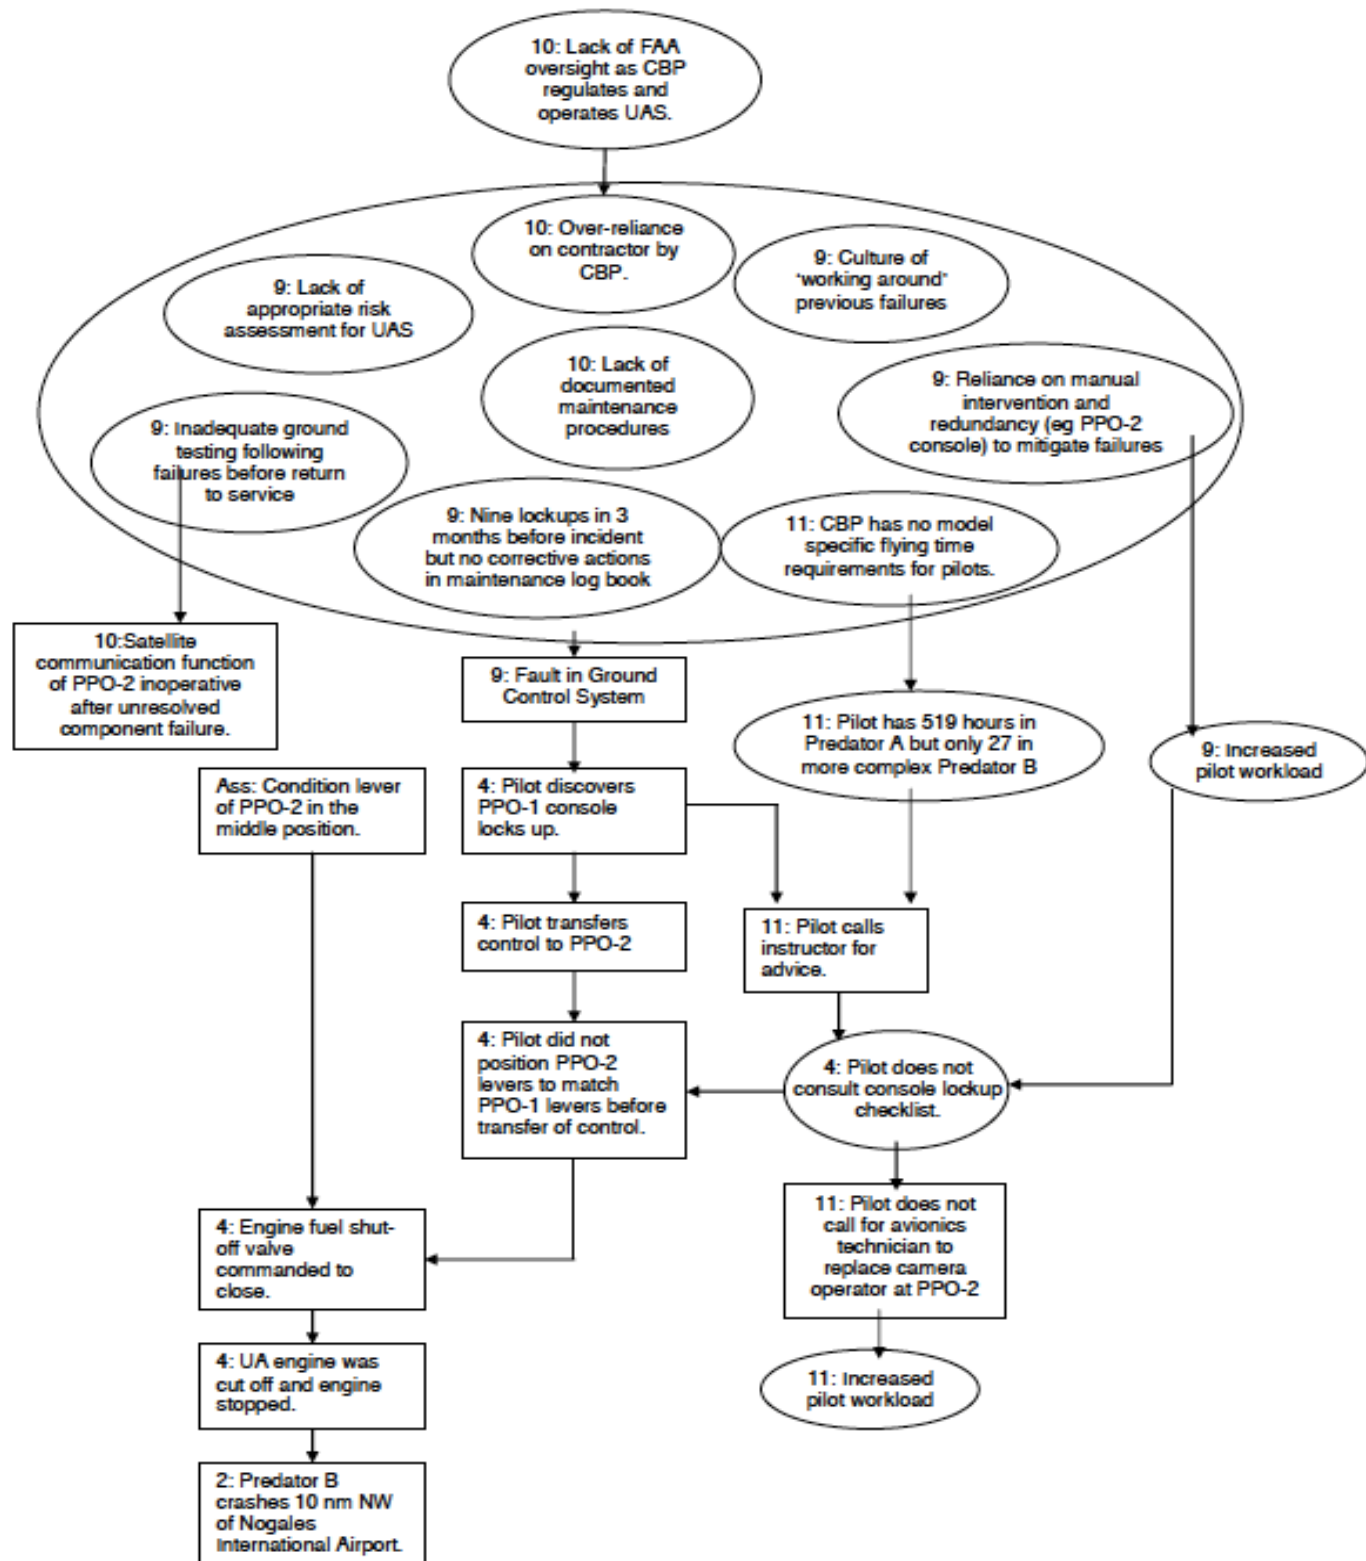 10: Lack of FAA
oversight as CBP
regulates and
operates UAS.
10: Over-reliance
on contractor by
CBP.
9: Culture of
'working around'
previous failures
9: Lack of
appropriate risk
assessment for UAS
10: Lack of
documented
maintenance
procedures
9: Reliance on manual
intervention and
redundancy (eg PPO-2
console) to mitigate failures
9: Inadequate ground
testing following
failures before return
to service
9: Nine lockups in 3
months before incident
but no corrective actions
in maintenance log book
11: CBP has no model
specific flying time
requirements for pilots.
10:Satellite
communication function
of PPO-2 inoperative
after unresolved
component failure.
9: Fault in Ground
Control System
11: Pilot has 519 hours in
Predator A but only 27 in
more complex Predator B
9: Increased
pilot workload
Ass: Condition lever
of PPO-2 in the
middle position.
4: Pilot discovers
PPO-1 console
locks up.
4: Pilot transfers
control to PPO-2
11: Pilot calls
instructor for
advice.
4: Pilot did not
position PPO-2
levers to match
PPO-1 levers before
transfer of control.
4: Pilot does not
consult console lockup
checklist.
4: Engine fuel shut-
off valve
commanded to
close.
11: Pilot does not
call for avionics
technician to
replace camera
operator at PPO-2
4: UA engine was
cut off and engine
stopped.
11: Increased
pilot workload
2: Predator B
crashes 10 nm NW
of Nogales
International Airport.